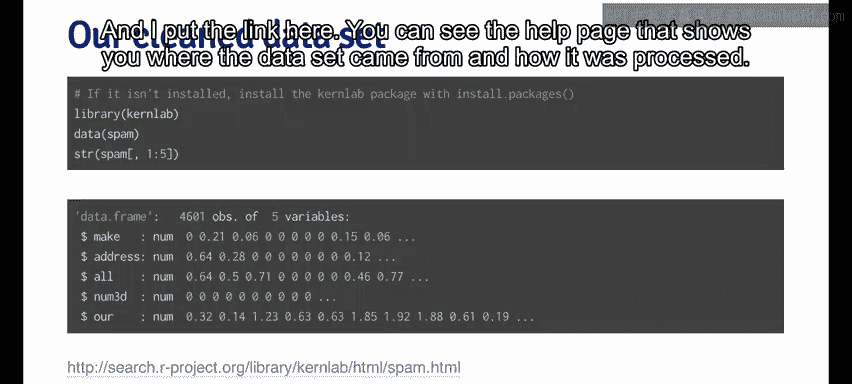 Our cleaned data set
And I put the link here. You can see the help page that shows
you where the data set came from and how it was processed.
# If it isn't installed, install the kernlab package with install.packages()
library(kernlab)
data(spam)
str(spam[, 1:5])
'data.frame':   4601 obs. of  5 variables:
 $ make   : num  0 0.21 0.06 0 0 0 0 0 0.15 0.06 ...
 $ address: num  0.64 0.28 0 0 0 0 0 0 0 0.12 ...
 $ all    : num  0.64 0.5 0.71 0 0 0 0 0 0.46 0.77 ...
 $ num3d  : num  0 0 0 0 0 0 0 0 0 0 ...
 $ our    : num  0.32 0.14 1.23 0.63 0.63 1.85 1.92 1.88 0.61 0.19 ...
http://search.r-project.org/library/kernlab/html/spam.html